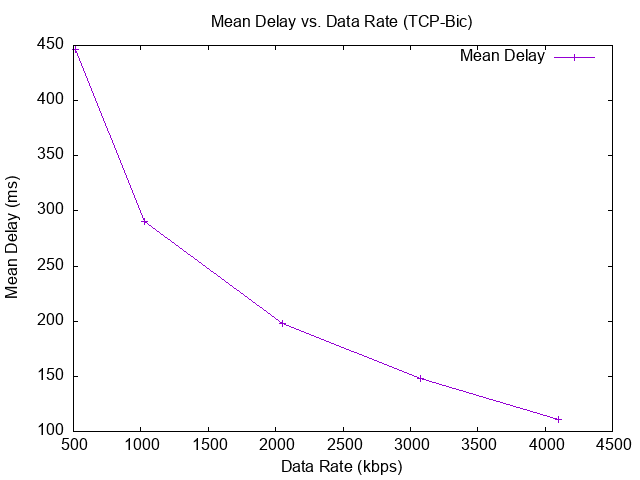 Mean Delay vs. Data Rate (TCP-Bic)
Mean Delay
450
400
350
300
250
200
150
100
Mean Delay (ms)
500 1000 1500 2000 2500 3000 3500 4000 4500
Data Rate (kbps)